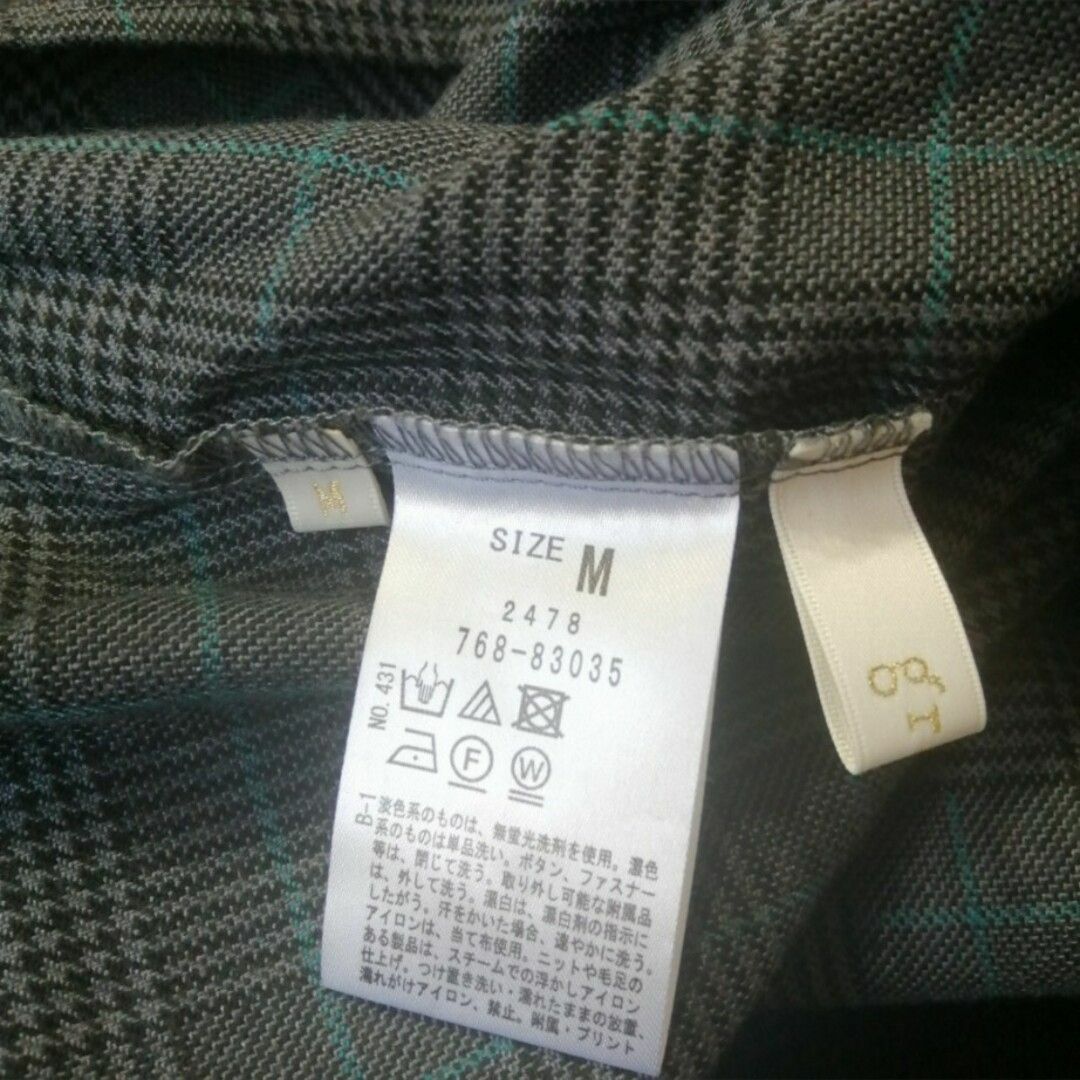 M
SIZE M
2478
768-83035
NO. 431
F
W
B-1
淡色系のものは、無蛍光洗剤を使用。濃色
系のものは単品洗い。ボタン、ファスナー
等は、閉じて洗う。取り外し可能な附属品
は、外して洗う。漂白は、漂白剤の指示に
したがう。汗をかいた場合、速やかに洗う。
アイロンは、当て布使用。ニットや毛足の
ある製品は、スチームでの浮かしアイロン
仕上げ。つけ置き洗い・濡れたままの放置、
濡れがけアイロン、禁止。附属・プリント
gr